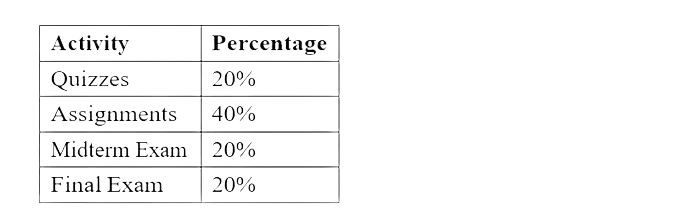 Activity Percentage
Quizzes 20%
Assignments 40%
Midterm Exam 20%
Final Exam 20%